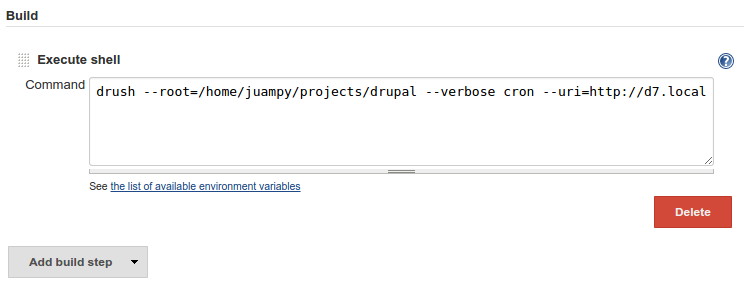 Build
Execute shell
?
Command
drush --root=/home/juampy/projects/drupal --verbose cron --uri=http://d7.local
See the list of available environment variables
Delete
Add build step